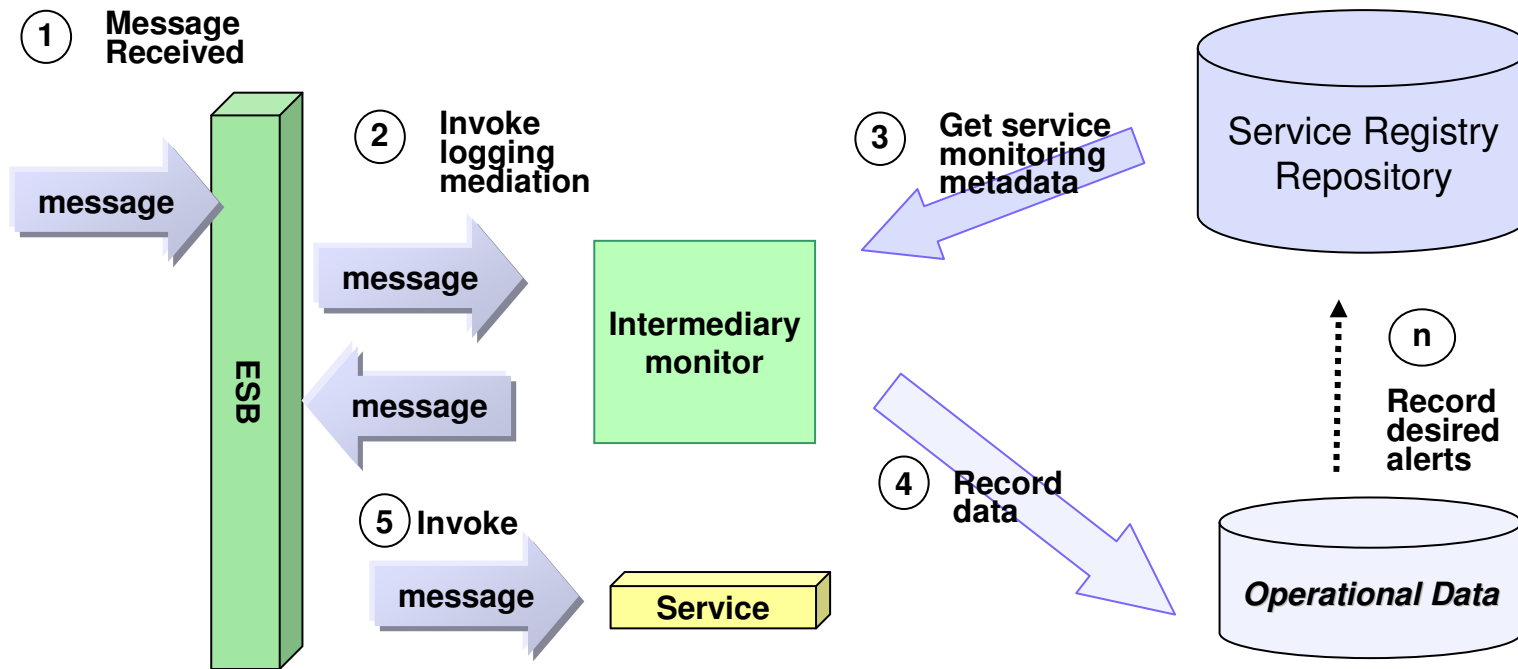 1
Message
Received
message
ESB
2
Invoke
logging
mediation
message
message
Intermediary
monitor
3
Get service
monitoring
metadata
Service Registry
Repository
4
Record
data
n
Record
desired
alerts
Operational Data
5
Invoke
message
Service